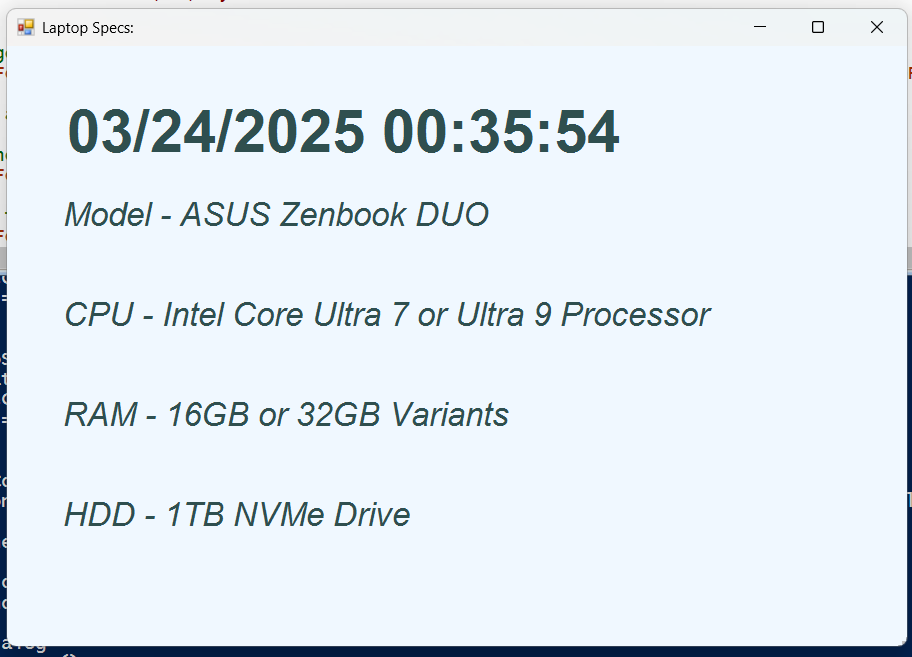 Laptop Specs:
03/24/2025 00:35:54
Model - ASUS Zenbook DUO
CPU - Intel Core Ultra 7 or Ultra 9 Processor
RAM - 16GB or 32GB Variants
HDD - 1TB NVMe Drive